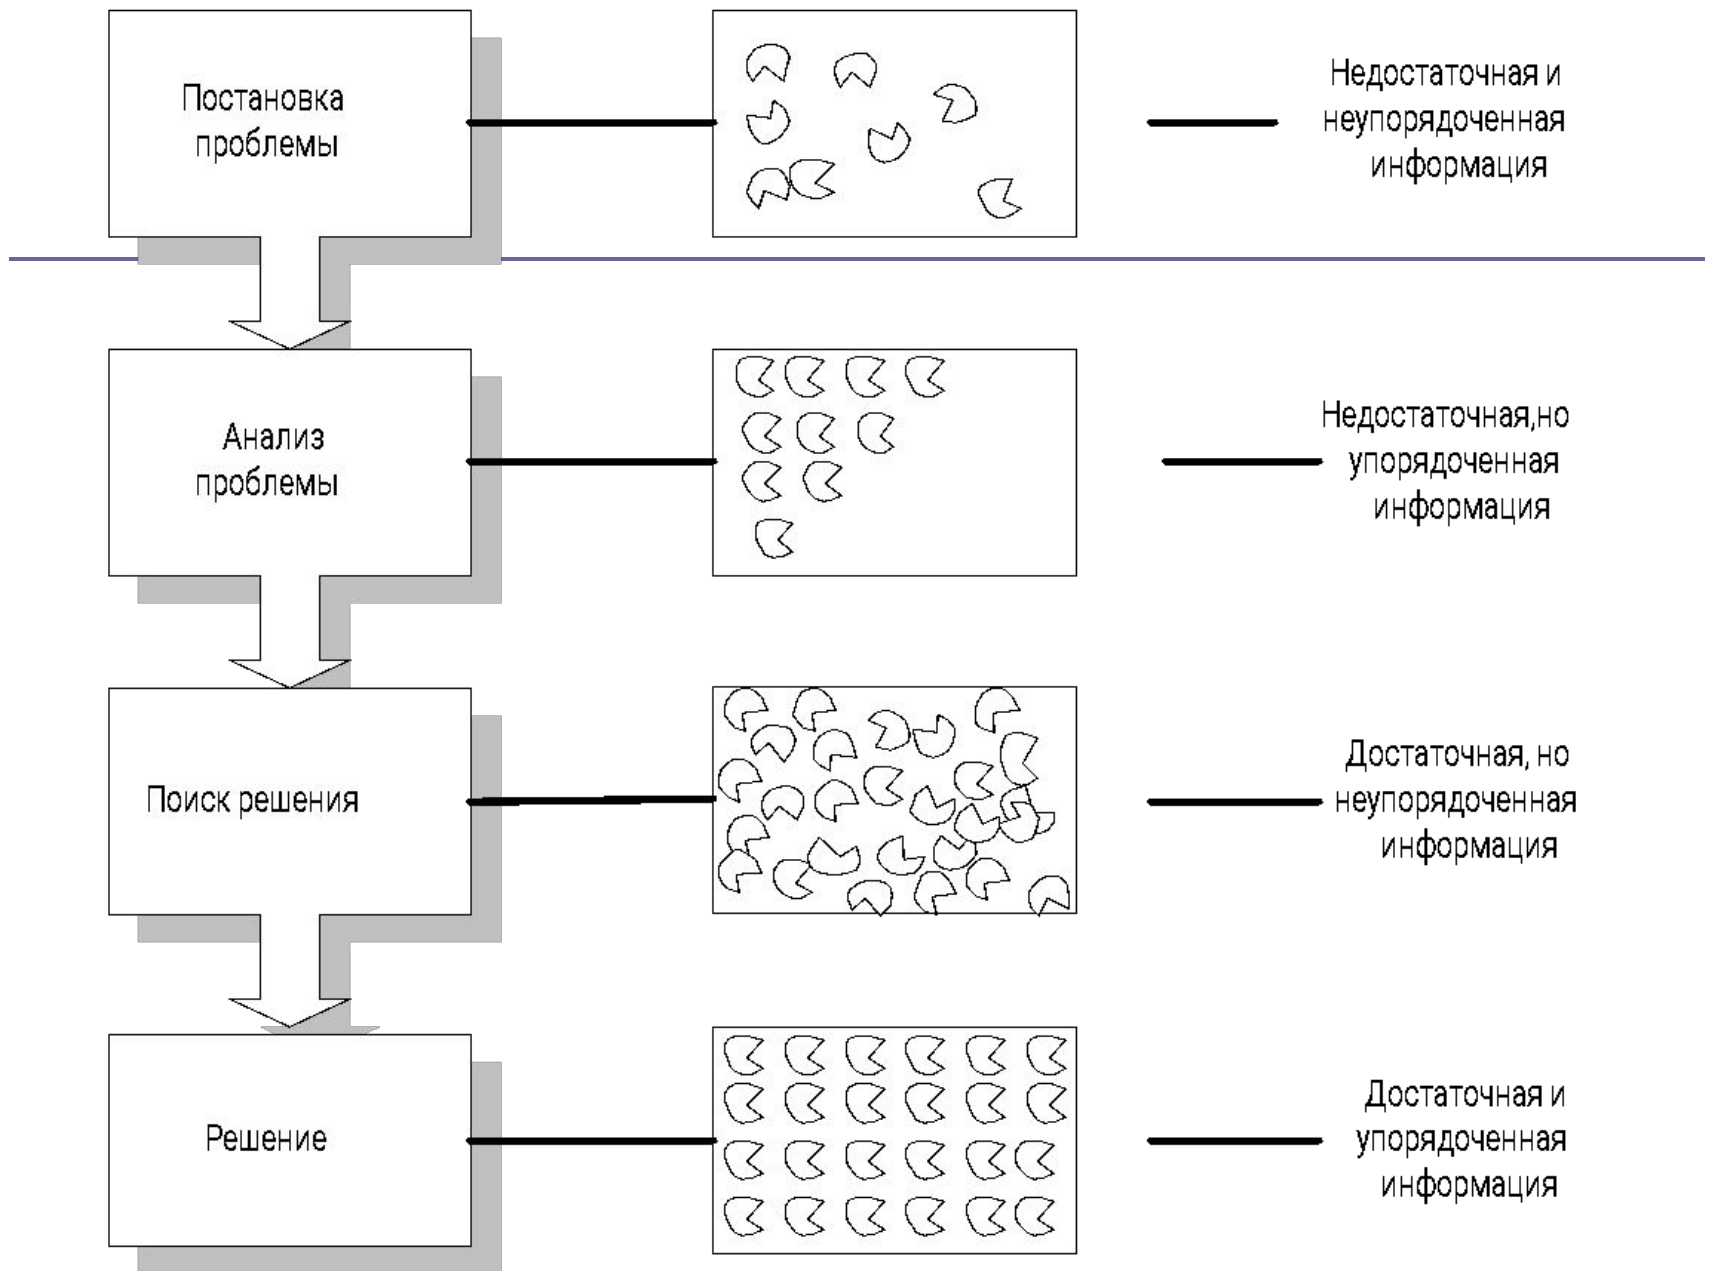 Постановка
проблемы
Недостаточная и
неупорядоченная
информация
Анализ
проблемы
Недостаточная,но
упорядоченная
информация
Поиск решения
Достаточная, но
неупорядоченная
информация
Решение
Достаточная и
упорядоченная
информация